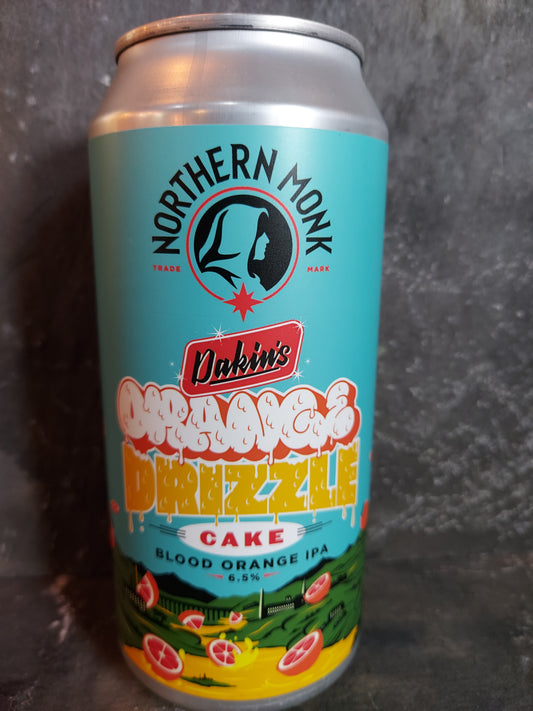 NORTHERN MONK
TRADE MARK
Dakin's
ORANGE
DRIZZLE
CAKE
BLOOD ORANGE IPA
6.5%